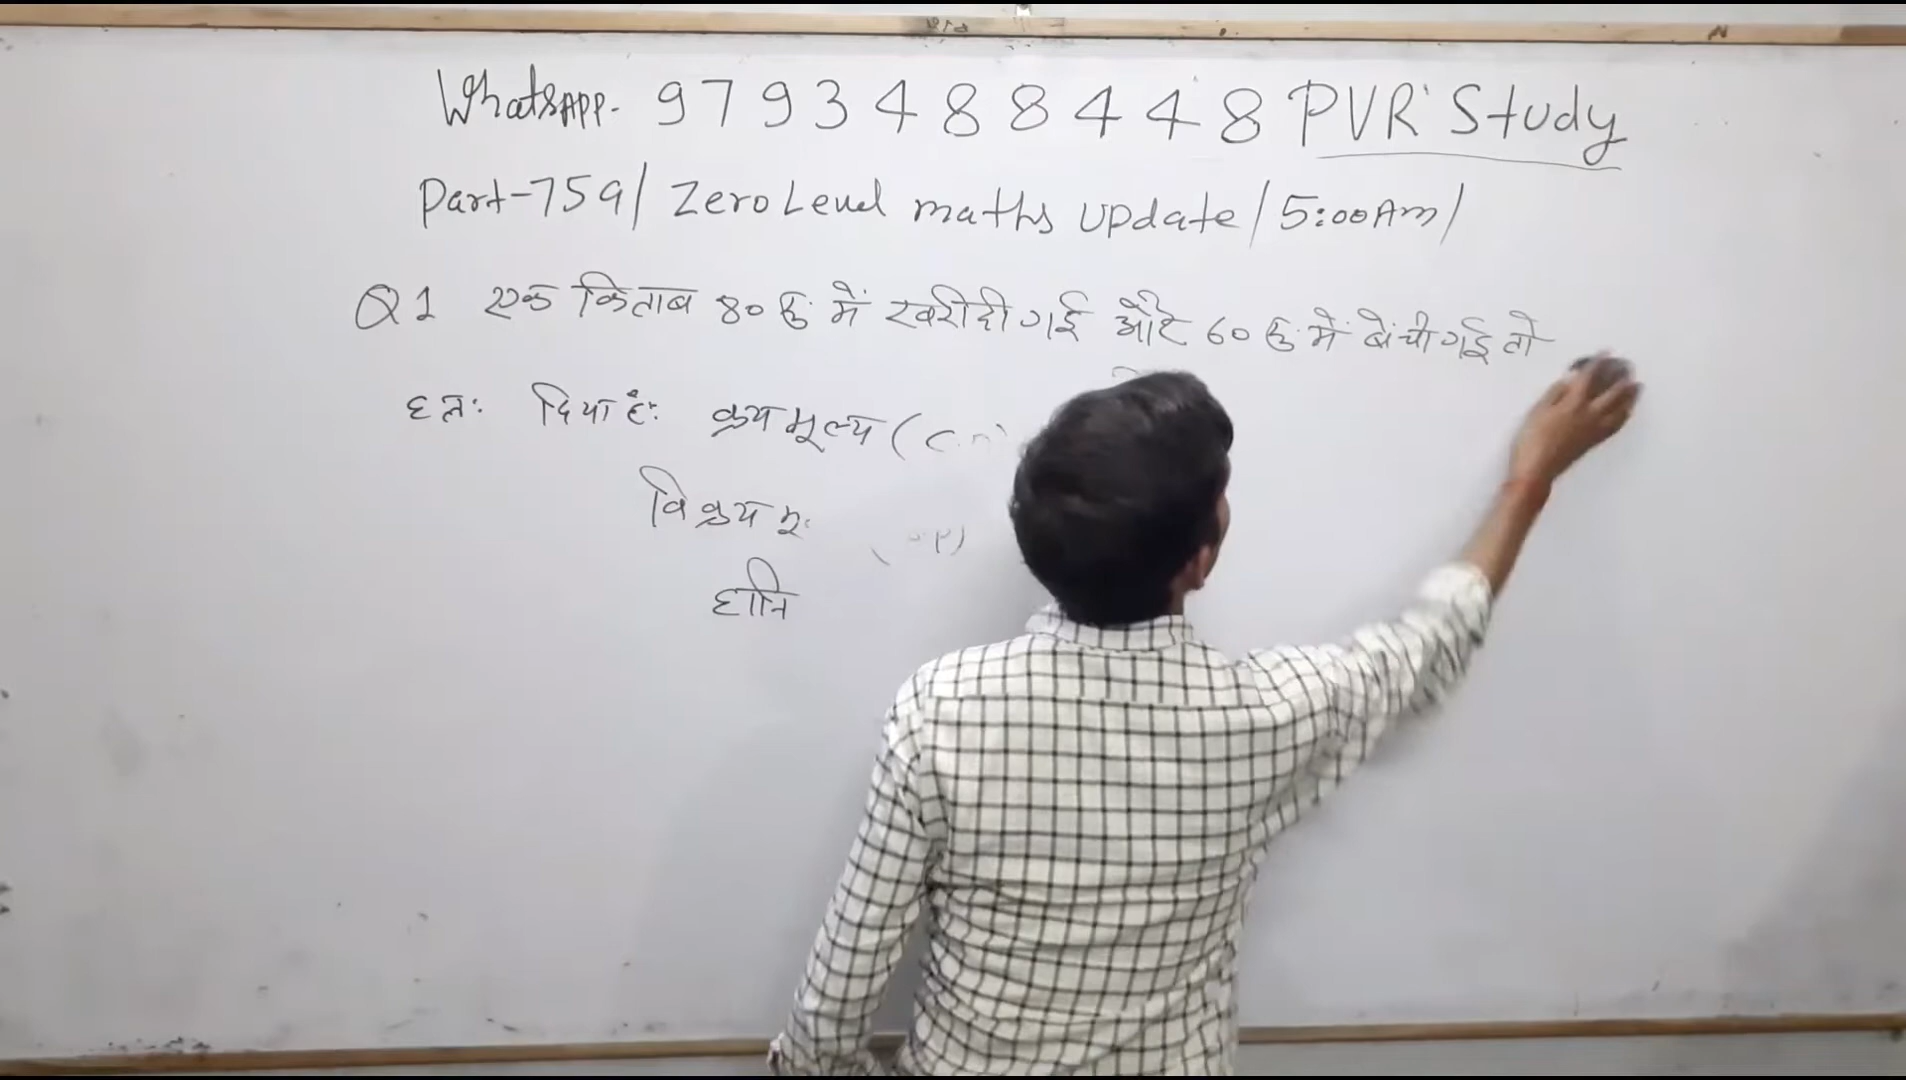 WhatsAPP. 9793488448 PVR Study
Part-759/ Zero Level maths update/5:00Am/
Q1 एक किताब 80 रु. में खरीदी गई और 60 रु. में बेची गई तो
हल: दिया है: क्रय मूल्य (C.
विक्रय मू
हानि